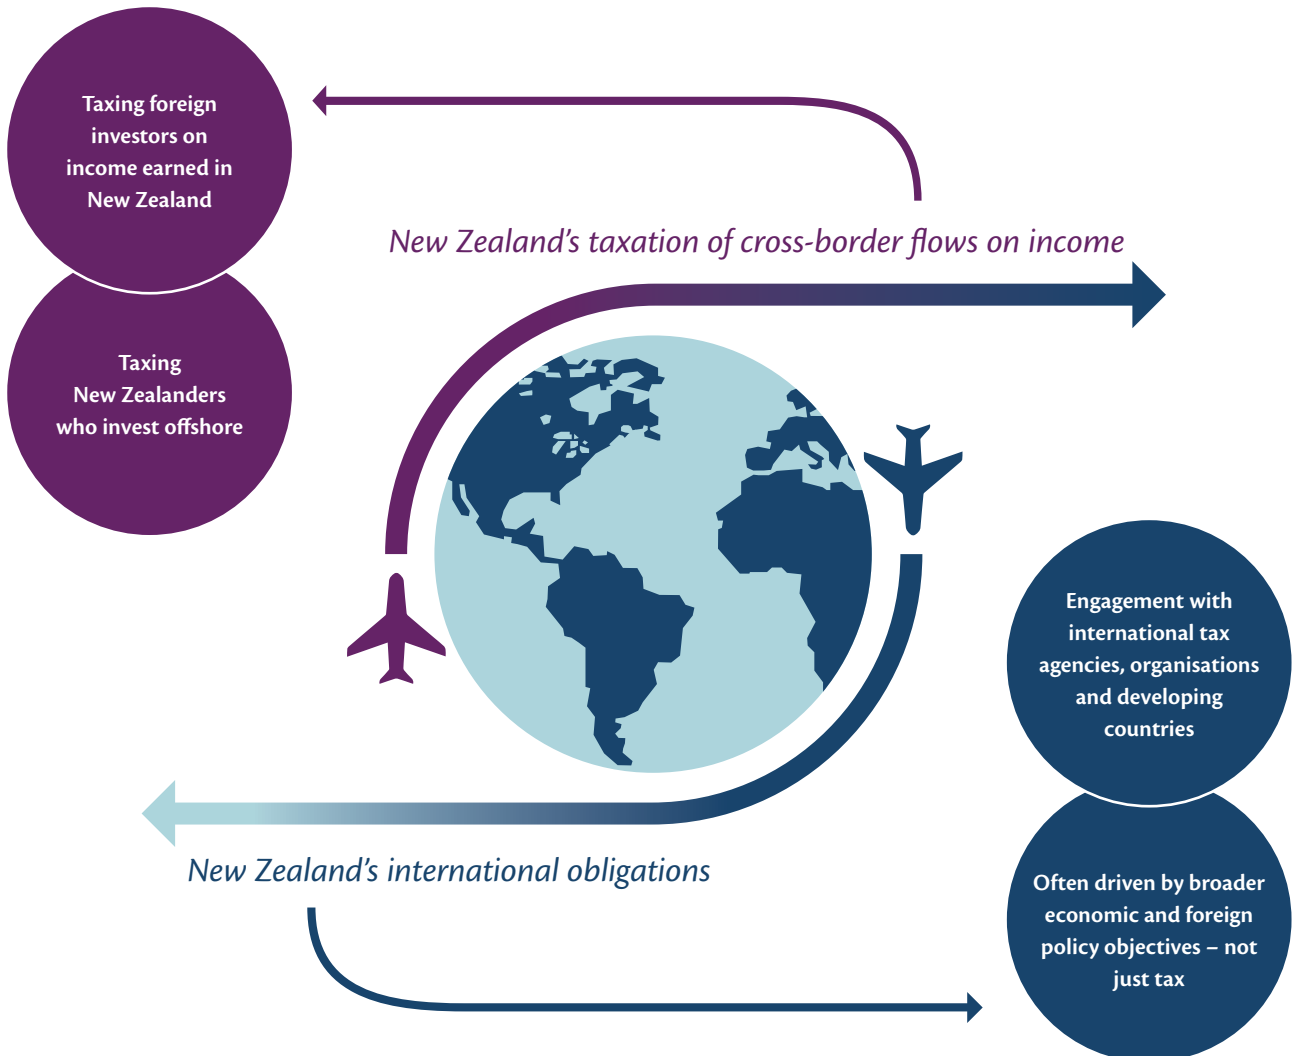 Taxing foreign
investors on
income earned in
New Zealand
Taxing
New Zealanders
who invest offshore
New Zealand’s taxation of cross-border flows on income
Engagement with
international tax
agencies, organisations
and developing
countries
Often driven by broader
economic and foreign
policy objectives – not
just tax
New Zealand’s international obligations